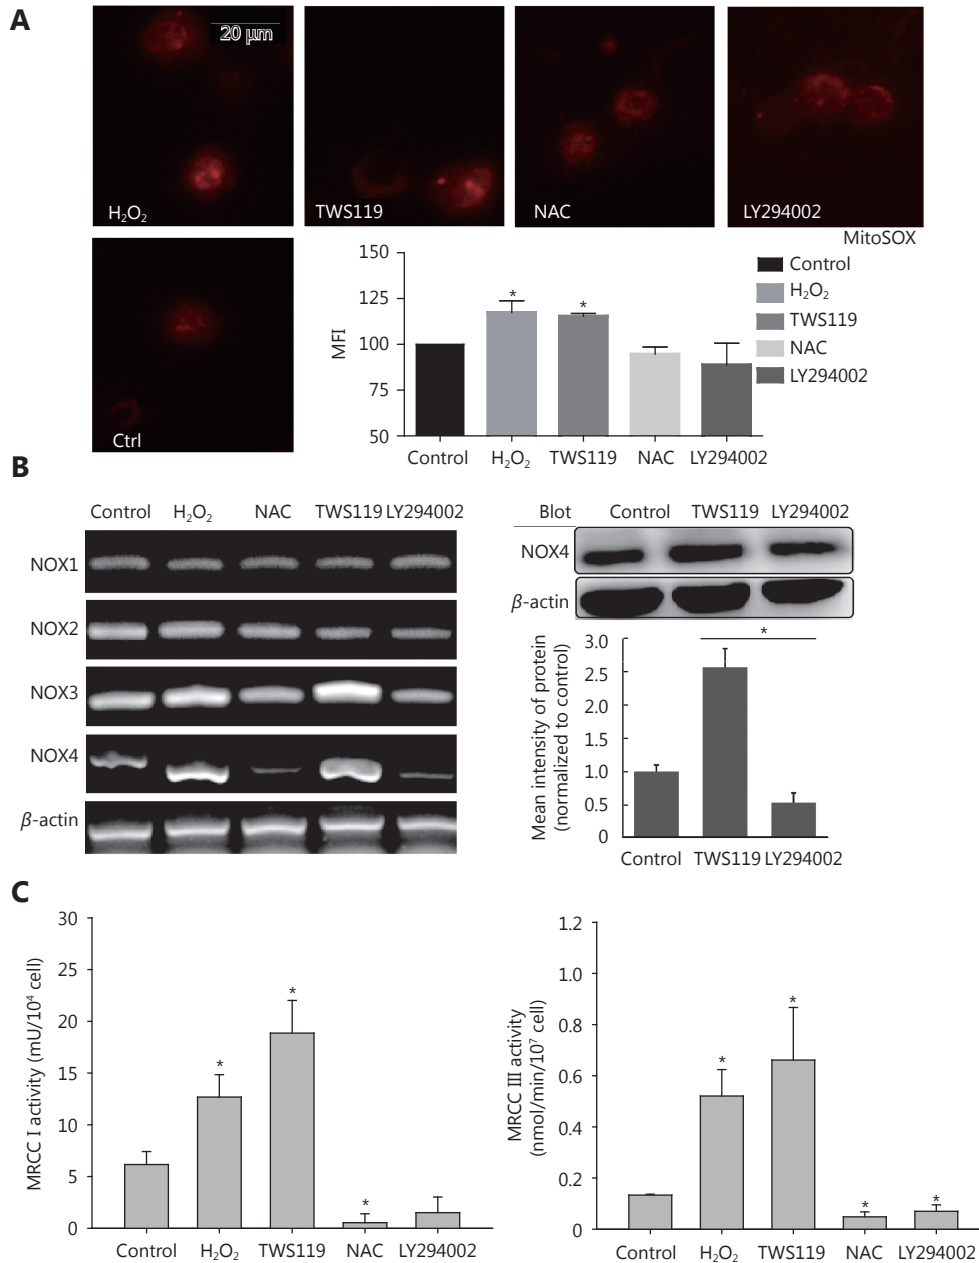 A
20 μm
H₂O₂
TWS119
NAC
LY294002
MitoSOX
Ctrl
MFI
150
125
100
75
50
Control
H₂O₂
TWS119
NAC
LY294002
* *
Control H₂O₂ TWS119 NAC LY294002
B
Control H₂O₂ NAC TWS119 LY294002
NOX1
NOX2
NOX3
NOX4
β-actin
Blot Control TWS119 LY294002
NOX4
β-actin
Mean intensity of protein
(normalized to control)
3.0
2.5
2.0
1.5
1.0
0.5
0
*
Control TWS119 LY294002
C
MRCC I activity (mU/10⁴ cell)
30
25
20
15
10
5
0
* * *
Control H₂O₂ TWS119 NAC LY294002
MRCC III activity
(nmol/min/10⁷ cell)
1.2
1.0
0.8
0.6
0.4
0.2
0
* * * *
Control H₂O₂ TWS119 NAC LY294002